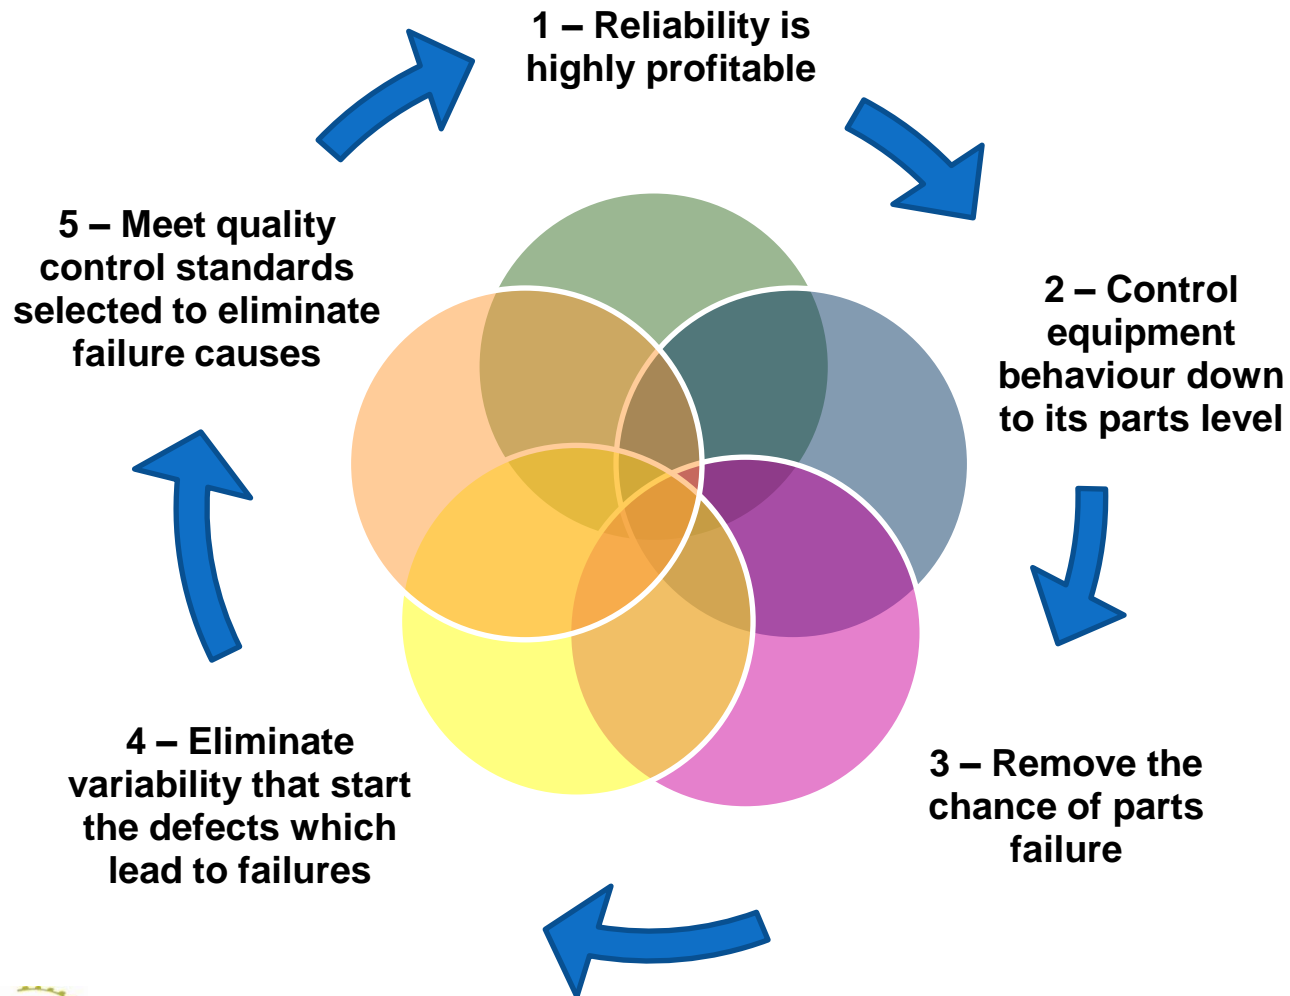 1 – Reliability is
highly profitable
2 – Control
equipment
behaviour down
to its parts level
3 – Remove the
chance of parts
failure
4 – Eliminate
variability that start
the defects which
lead to failures
5 – Meet quality
control standards
selected to eliminate
failure causes